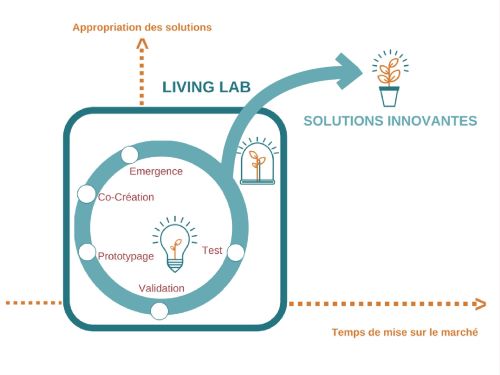 Appropriation des solutions
LIVING LAB
SOLUTIONS INNOVANTES
Emergence
Co-Création
Prototypage
Test
Validation
Temps de mise sur le marché